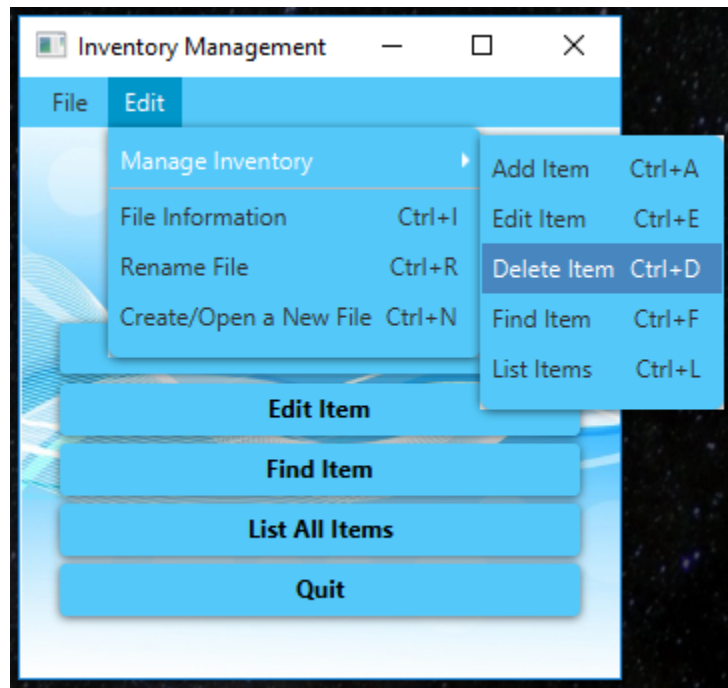 Inventory Management
File Edit
Manage Inventory
File Information Ctrl+I
Rename File Ctrl+R
Create/Open a New File Ctrl+N
Add Item Ctrl+A
Edit Item Ctrl+E
Delete Item Ctrl+D
Find Item Ctrl+F
List Items Ctrl+L
Edit Item
Find Item
List All Items
Quit